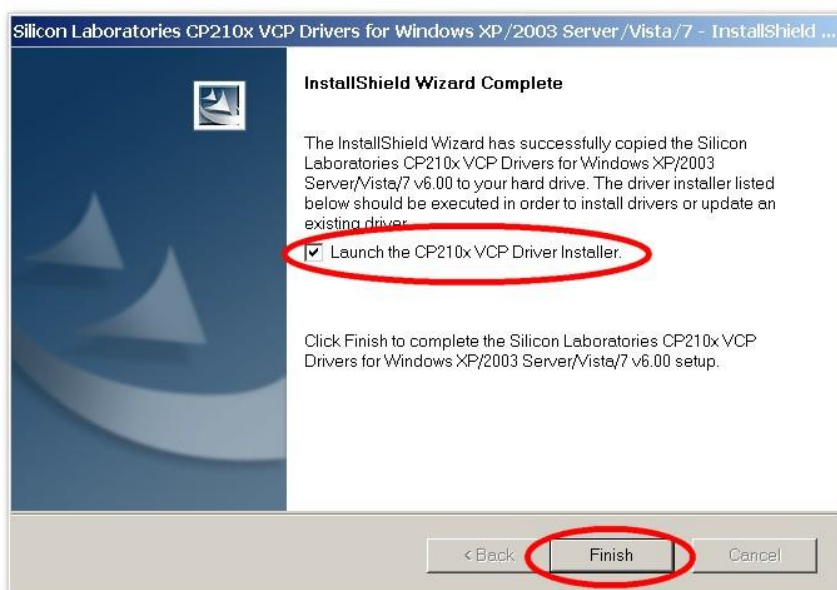 Silicon Laboratories CP210x VCP Drivers for Windows XP/2003 Server/Vista/7 - InstallShield ...
InstallShield Wizard Complete
The InstallShield Wizard has successfully copied the Silicon
Laboratories CP210x VCP Drivers for Windows XP/2003
Server/Vista/7 v6.00 to your hard drive. The driver installer listed
below should be executed in order to install drivers or update an
existing driver.
Launch the CP210x VCP Driver Installer.
Click Finish to complete the Silicon Laboratories CP210x VCP
Drivers for Windows XP/2003 Server/Vista/7 v6.00 setup.
< Back Finish Cancel